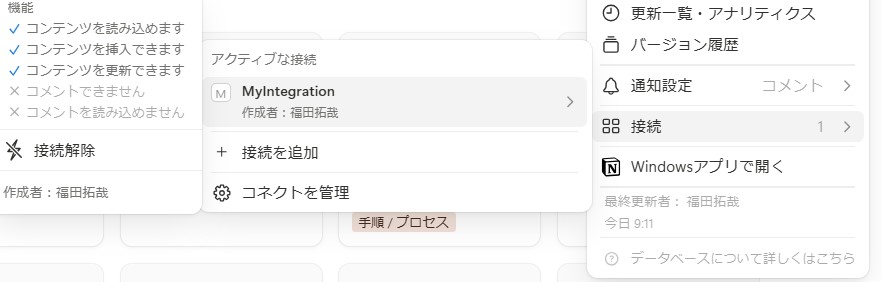 機能
コンテンツを読み込めます
コンテンツを挿入できます
コンテンツを更新できます
コメントできません
コメントを読み込めません
接続解除
作成者：福田拓哉
アクティブな接続
M
MyIntegration
作成者：福田拓哉
接続を追加
コネクトを管理
手順 / プロセス
更新一覧・アナリティクス
バージョン履歴
通知設定 コメント
接続 1
Windowsアプリで開く
最終更新者： 福田拓哉
今日 9:11
データベースについて詳しくはこちら